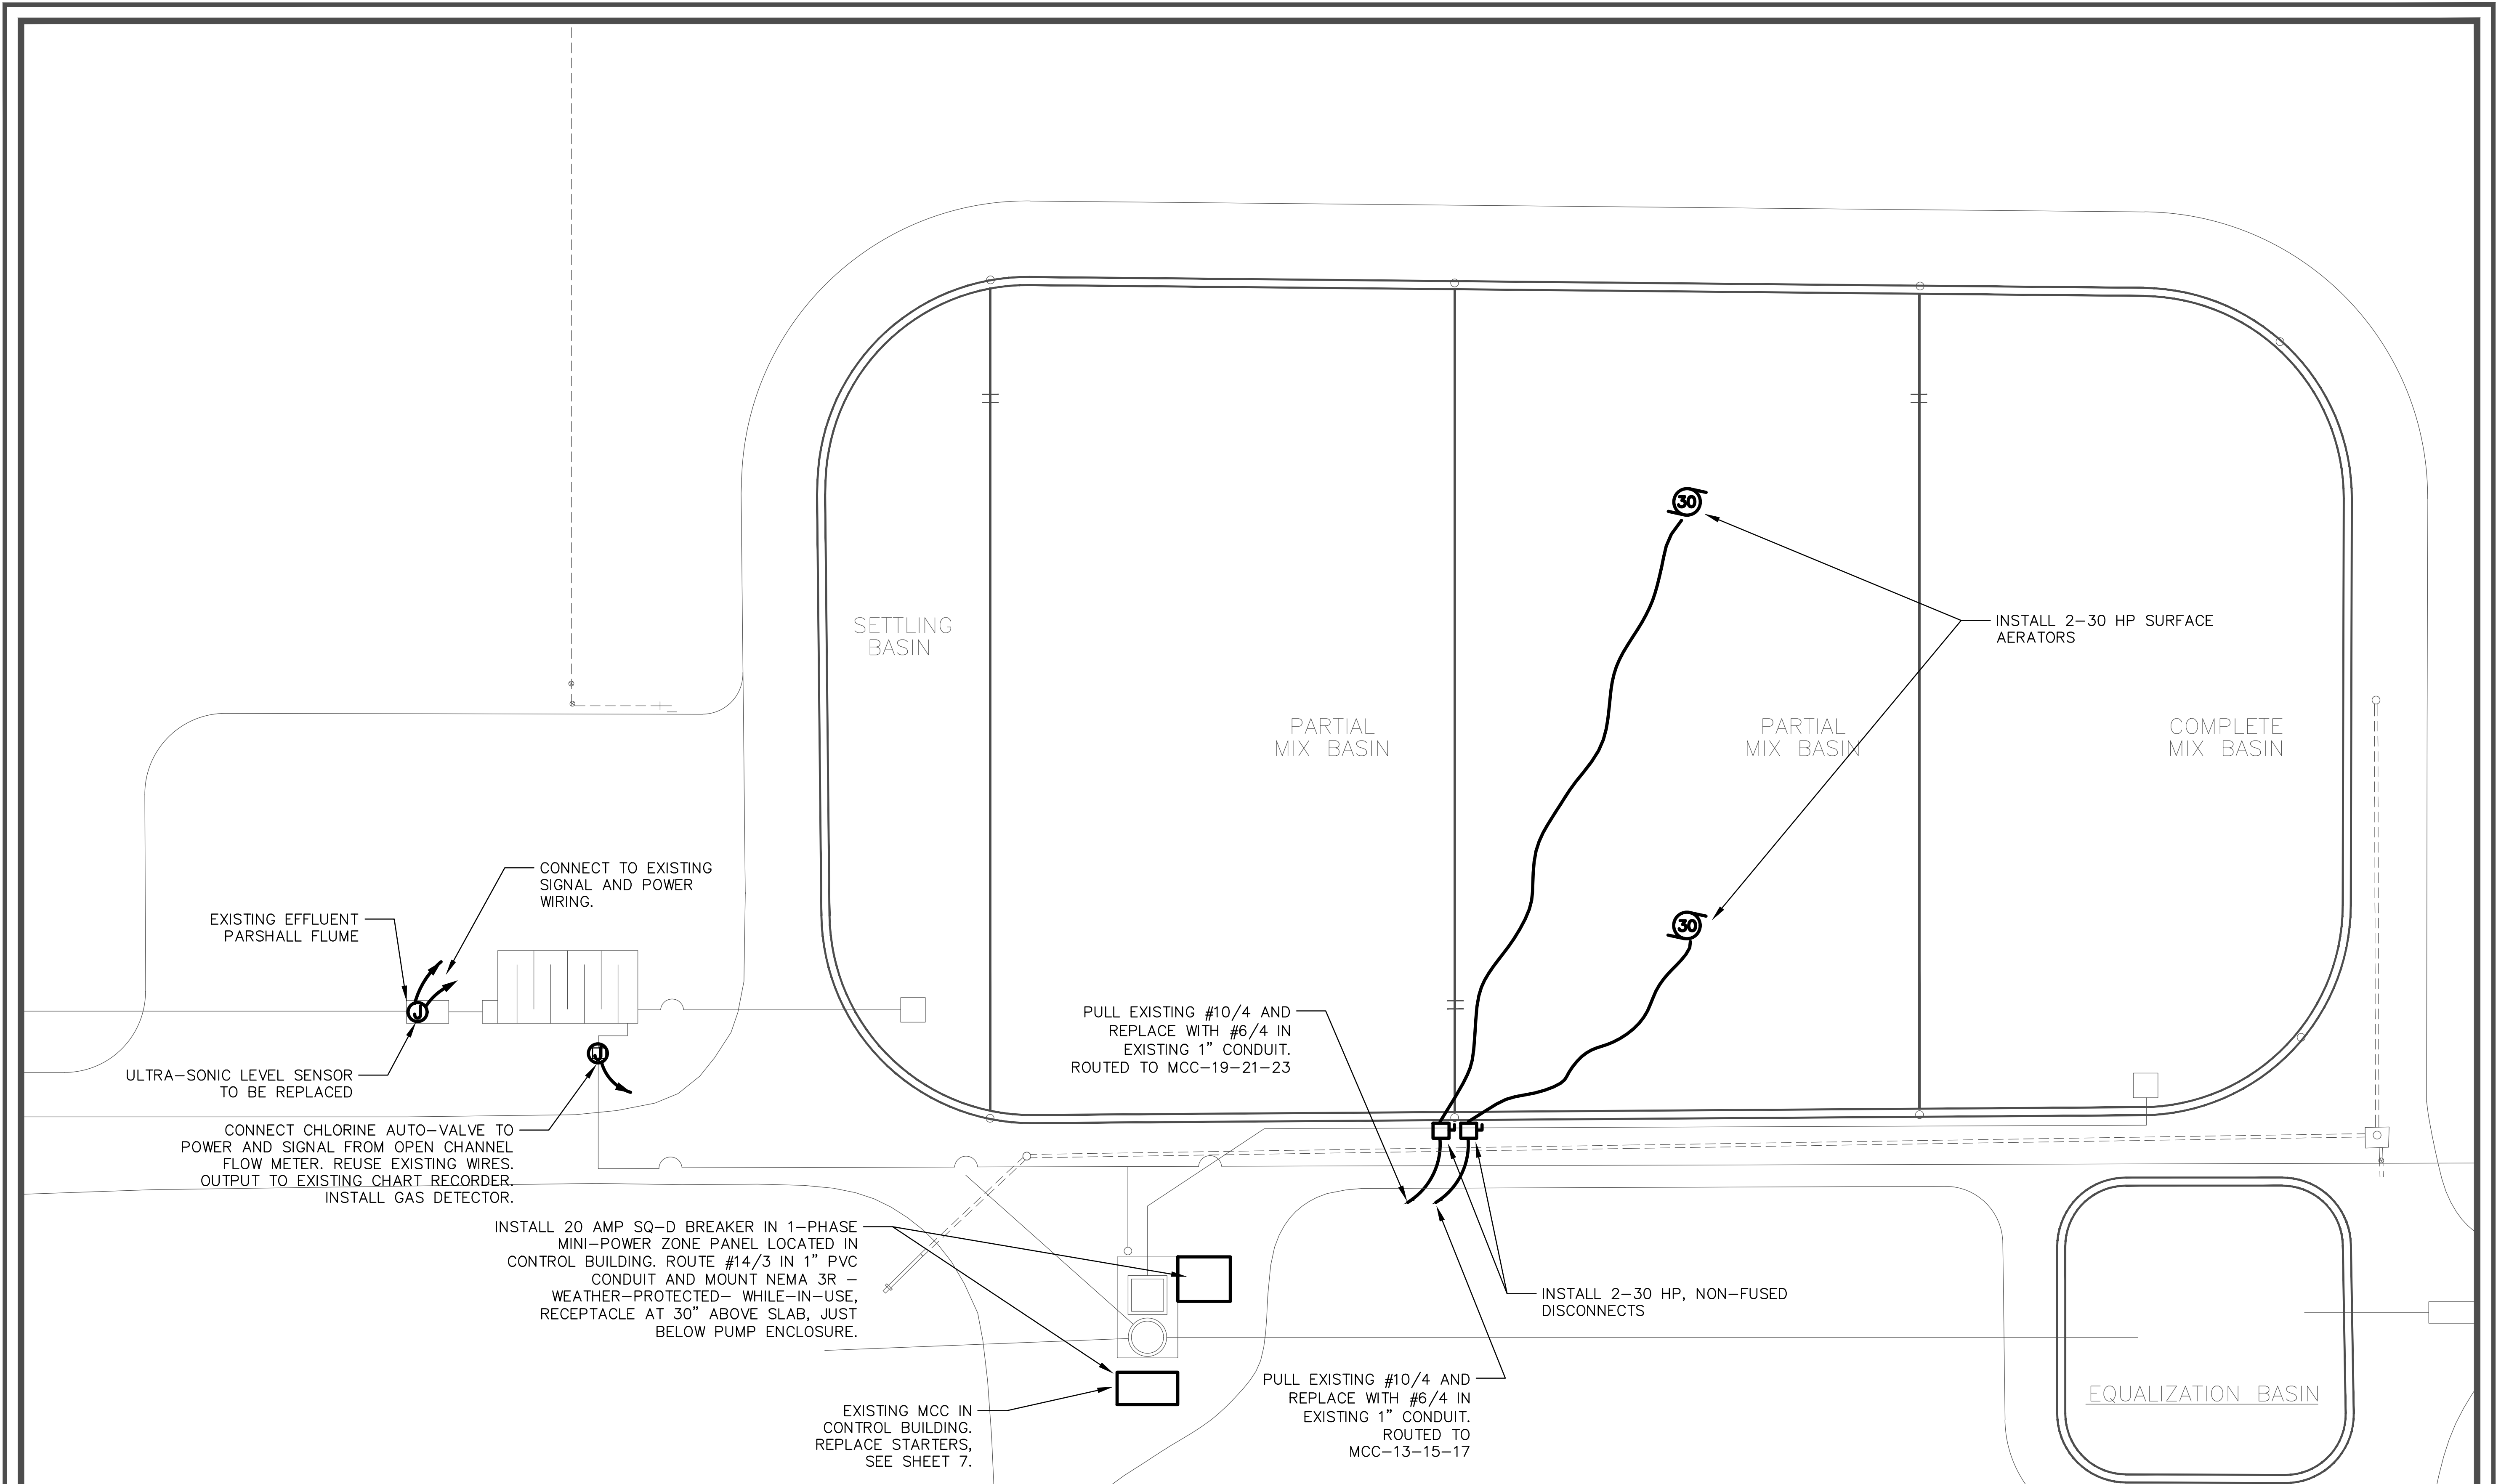 30
INSTALL 2-30 HP SURFACE
AERATORS
SETTLING
BASIN
PARTIAL
MIX BASIN
PARTIAL
MIX BASIN
COMPLETE
MIX BASIN
CONNECT TO EXISTING
SIGNAL AND POWER
WIRING.
EXISTING EFFLUENT
PARSHALL FLUME
30
J
J
PULL EXISTING #10/4 AND
REPLACE WITH #6/4 IN
EXISTING 1" CONDUIT.
ROUTED TO MCC-19-21-23
ULTRA-SONIC LEVEL SENSOR
TO BE REPLACED
CONNECT CHLORINE AUTO-VALVE TO
POWER AND SIGNAL FROM OPEN CHANNEL
FLOW METER. REUSE EXISTING WIRES.
OUTPUT TO EXISTING CHART RECORDER.
INSTALL GAS DETECTOR.
INSTALL 20 AMP SQ-D BREAKER IN 1-PHASE
MINI-POWER ZONE PANEL LOCATED IN
CONTROL BUILDING. ROUTE #14/3 IN 1" PVC
CONDUIT AND MOUNT NEMA 3R -
WEATHER-PROTECTED- WHILE-IN-USE,
RECEPTACLE AT 30" ABOVE SLAB, JUST
BELOW PUMP ENCLOSURE.
INSTALL 2-30 HP, NON-FUSED
DISCONNECTS
PULL EXISTING #10/4 AND
REPLACE WITH #6/4 IN
EXISTING 1" CONDUIT.
ROUTED TO
MCC-13-15-17
EXISTING MCC IN
CONTROL BUILDING.
REPLACE STARTERS,
SEE SHEET 7.
EQUALIZATION BASIN